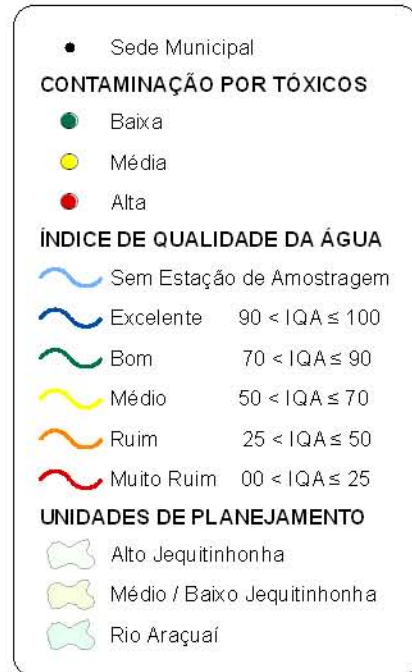 Sede Municipal
CONTAMINAÇÃO POR TÓXICOS
Baixa
Média
Alta
ÍNDICE DE QUALIDADE DA ÁGUA
Sem Estação de Amostragem
Excelente 90 < IQA ≤ 100
Bom 70 < IQA ≤ 90
Médio 50 < IQA ≤ 70
Ruim 25 < IQA ≤ 50
Muito Ruim 00 < IQA ≤ 25
UNIDADES DE PLANEJAMENTO
Alto Jequitinhonha
Médio / Baixo Jequitinhonha
Rio Araçuaí